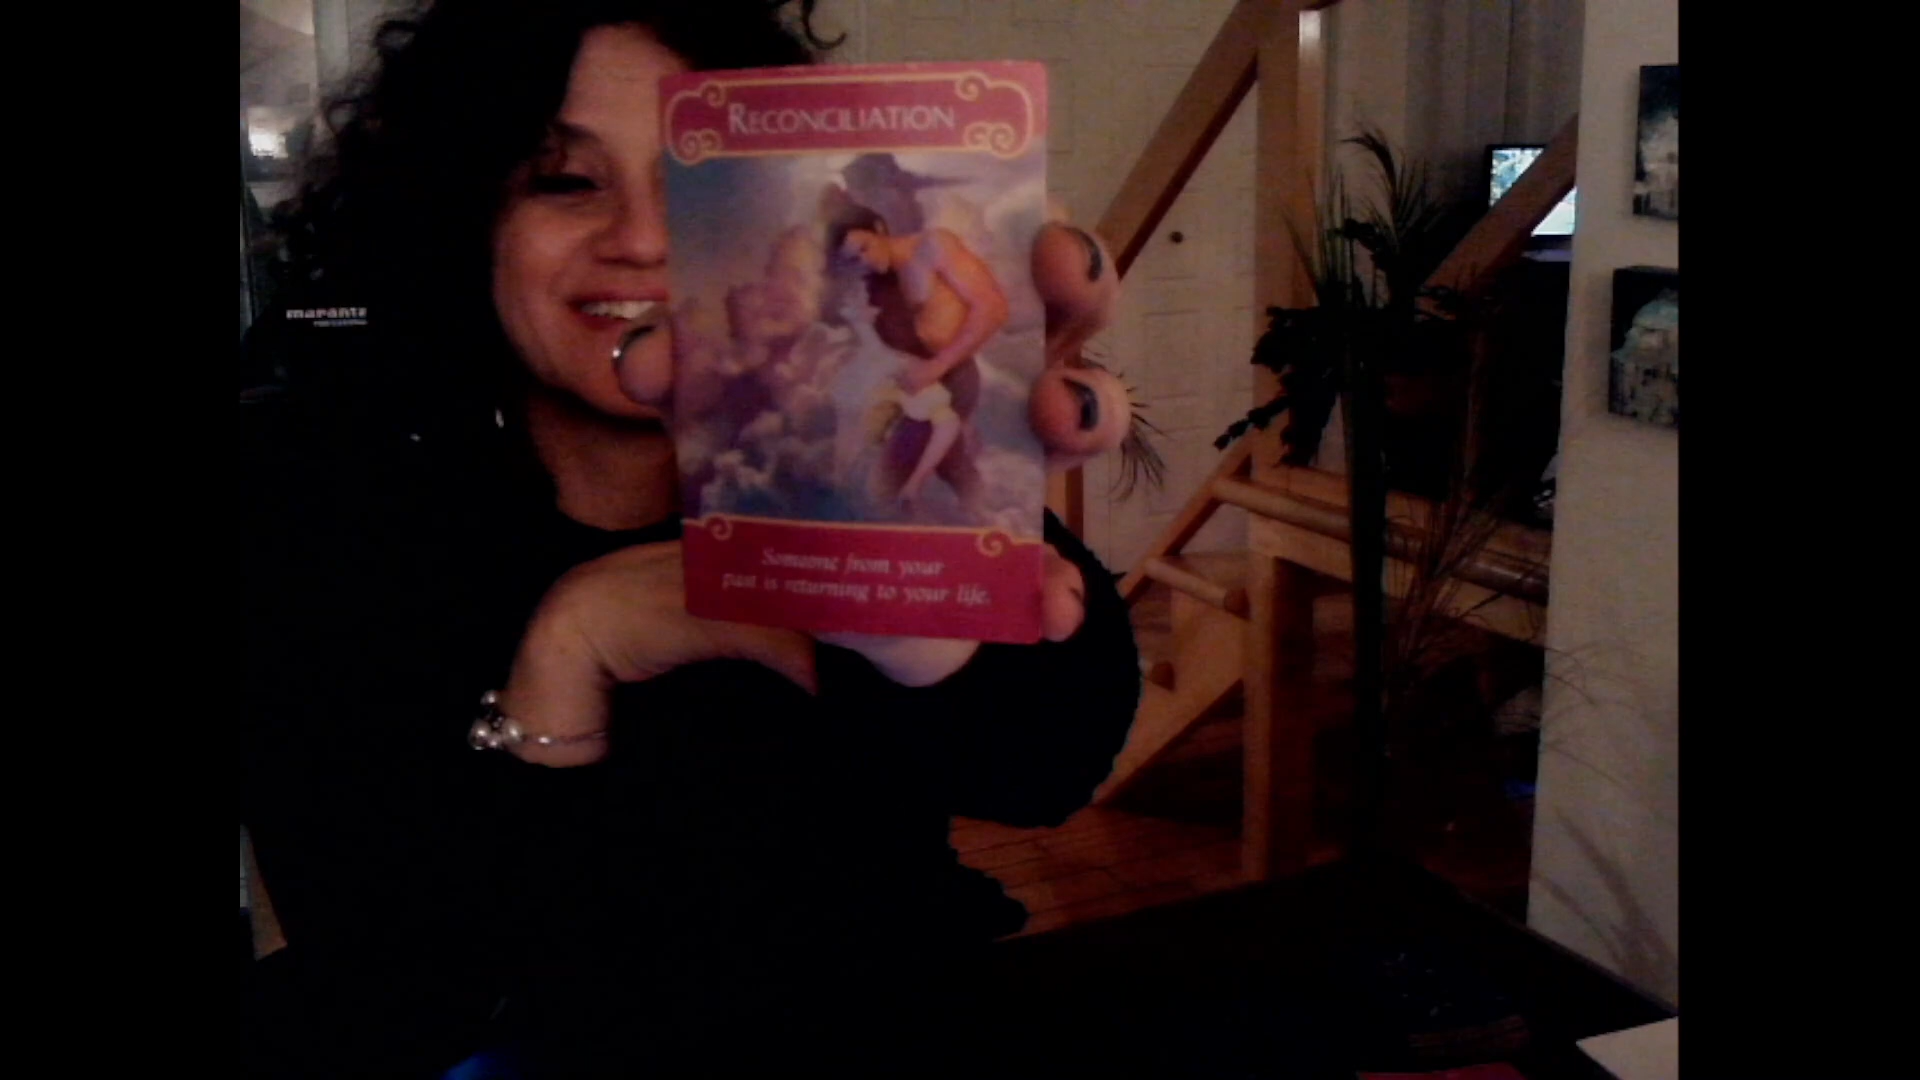 marantz
RECONCILIATION
Someone from your
past is returning to your life.